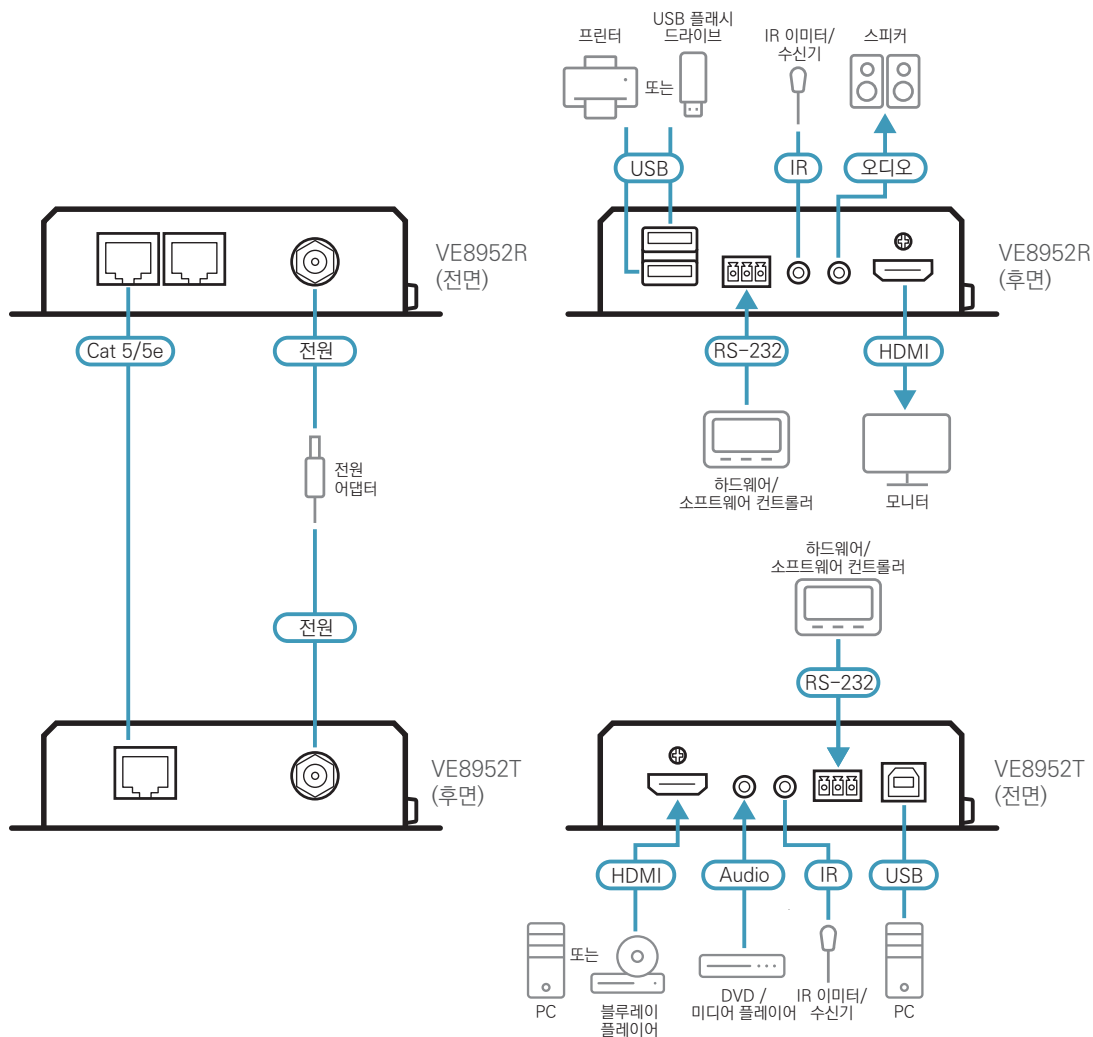 프린터
또는
USB 플래시
드라이브
IR 이미터/
수신기
스피커
USB
IR
오디오
VE8952R
(전면)
VE8952R
(후면)
Cat 5/5e
전원
RS-232
HDMI
전원
어댑터
하드웨어/
소프트웨어 컨트롤러
모니터
하드웨어/
소프트웨어 컨트롤러
전원
RS-232
VE8952T
(후면)
VE8952T
(전면)
HDMI
Audio
IR
USB
또는
PC
블루레이
플레이어
DVD /
미디어 플레이어
IR 이미터/
수신기
PC